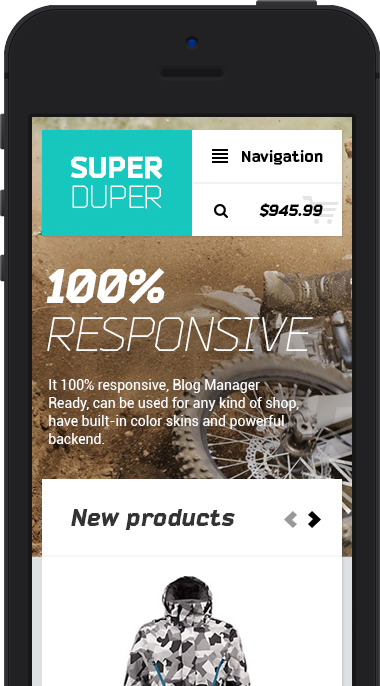 SUPER
DUPER
Navigation
$945.99
100%
RESPONSIVE
It 100% responsive, Blog Manager
Ready, can be used for any kind of shop,
have built-in color skins and powerful
backend.
New products